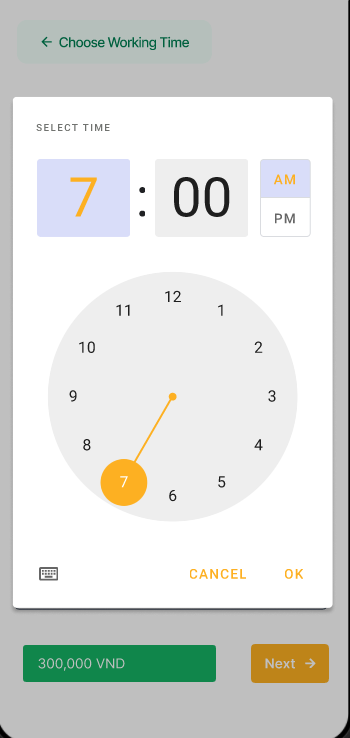 ← Choose Working Time
SELECT TIME
7 : 00
AM
PM
12
11 1
10 2
9 3
8 4
7 5
6
CANCEL OK
300,000 VND
Next →